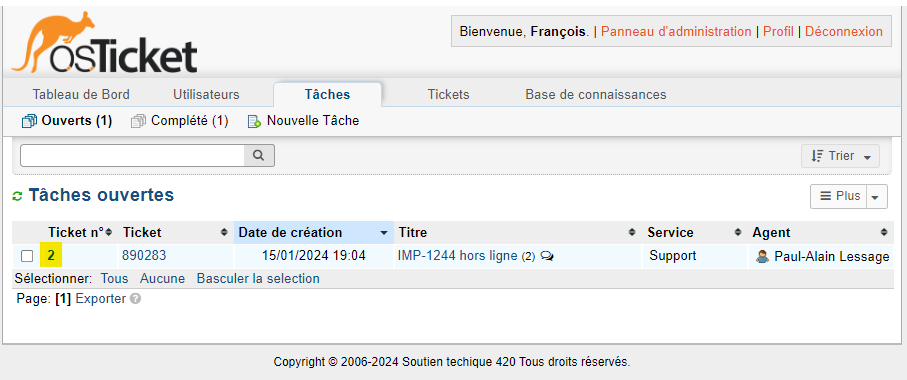 osTicket
Bienvenue, François. | Panneau d'administration | Profil | Déconnexion
Tableau de Bord Utilisateurs Tâches Tickets Base de connaissances
Ouverts (1) Complété (1) Nouvelle Tâche
Trier
Tâches ouvertes
Plus
Ticket n° Ticket Date de création Titre Service Agent
2 890283 15/01/2024 19:04 IMP-1244 hors ligne (2) Support Paul-Alain Lessage
Sélectionner: Tous Aucune Basculer la selection
Page: [1] Exporter
Copyright © 2006-2024 Soutien techique 420 Tous droits réservés.